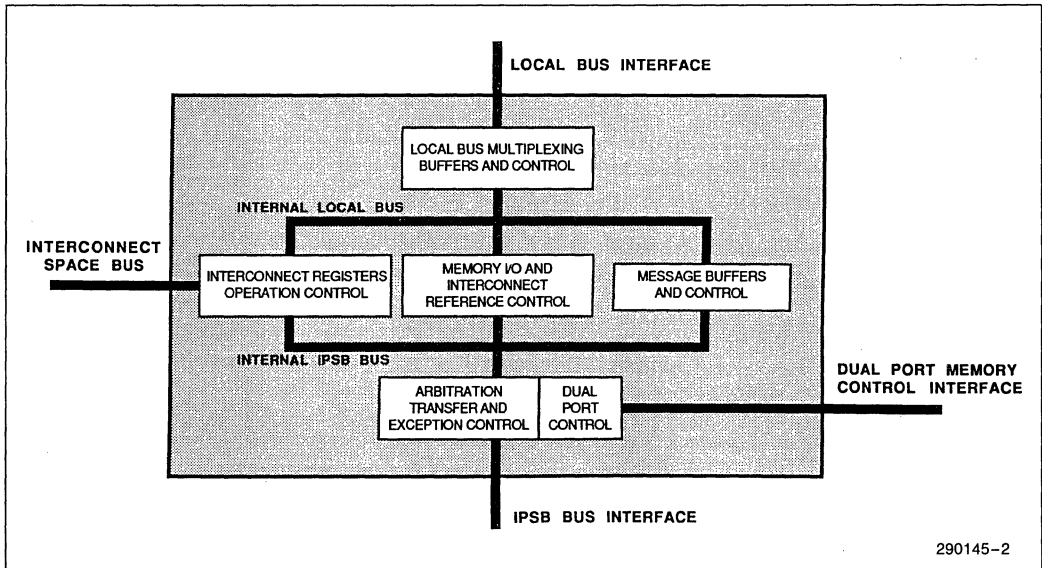 LOCAL BUS INTERFACE
LOCAL BUS MULTIPLEXING
BUFFERS AND CONTROL
INTERNAL LOCAL BUS
INTERCONNECT
SPACE BUS
INTERCONNECT REGISTERS
OPERATION CONTROL
MEMORY I/O AND
INTERCONNECT
REFERENCE CONTROL
MESSAGE BUFFERS
AND CONTROL
INTERNAL IPSB BUS
ARBITRATION
TRANSFER AND
EXCEPTION CONTROL
DUAL
PORT
CONTROL
DUAL PORT MEMORY
CONTROL INTERFACE
IPSB BUS INTERFACE
290145-2